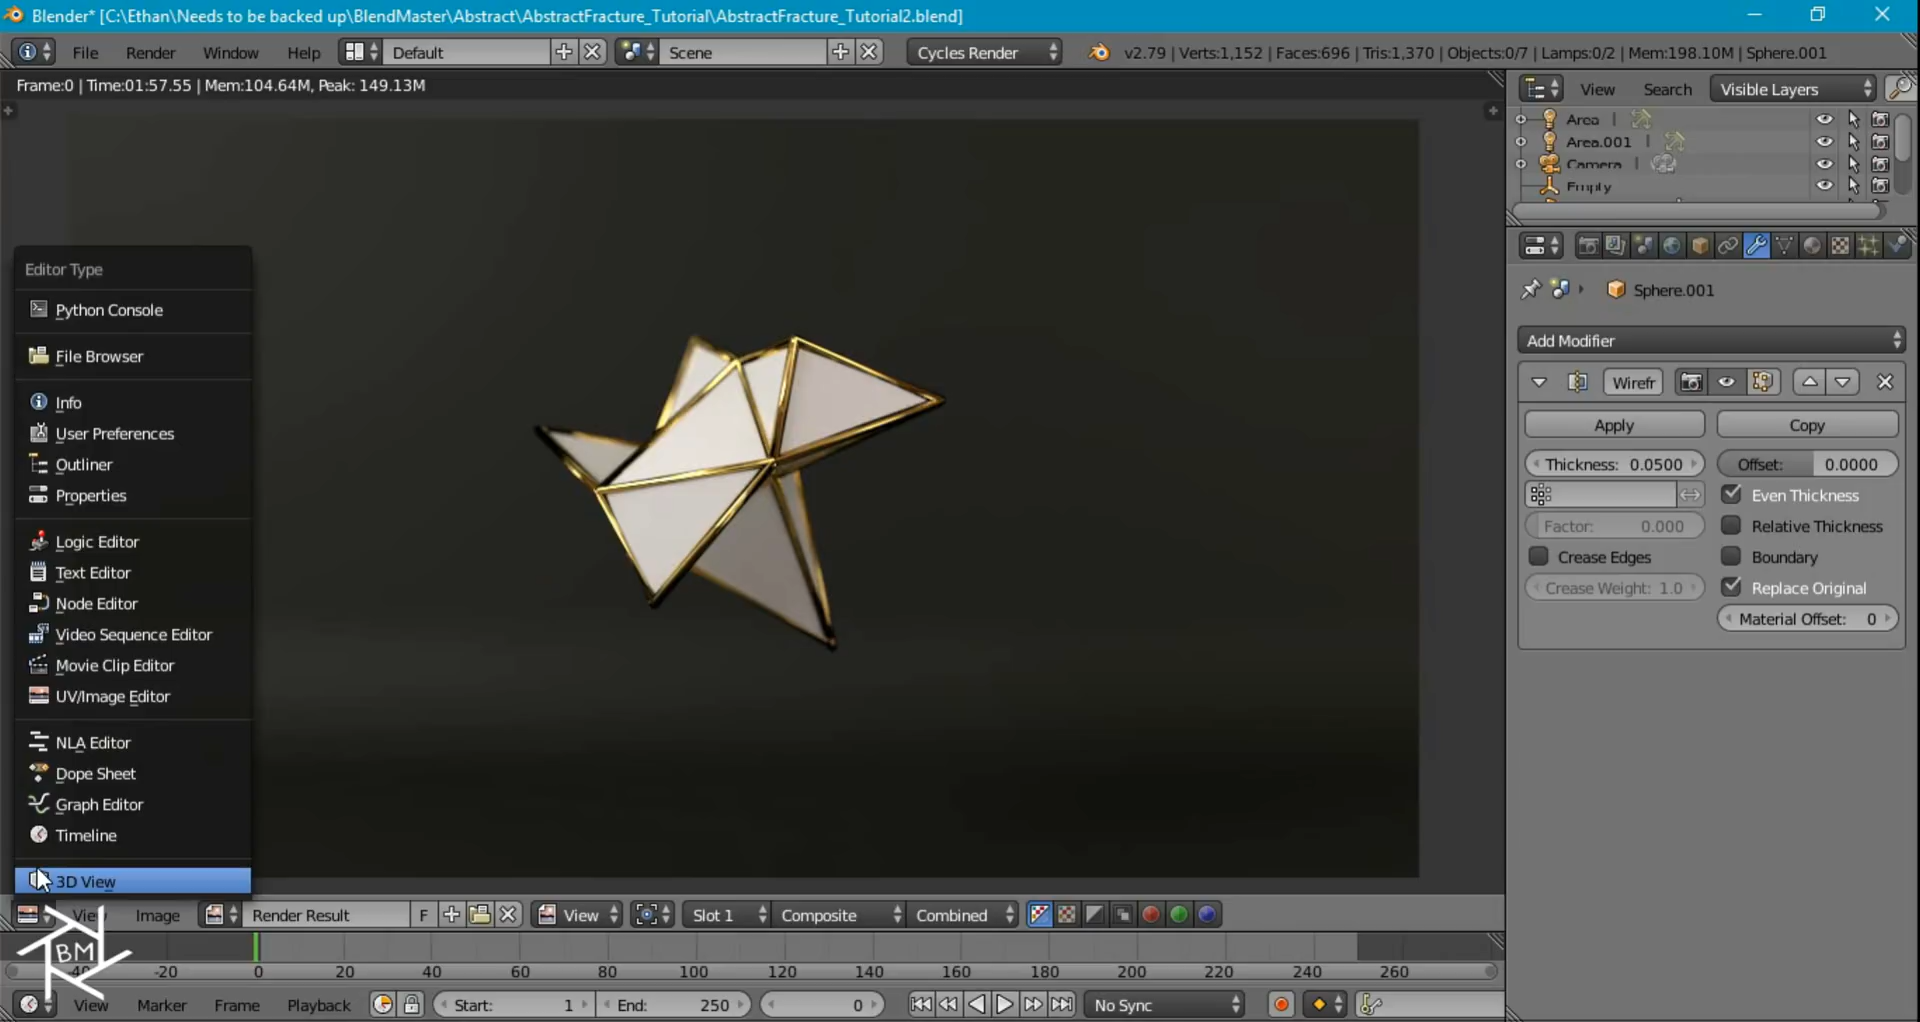 Blender* [C:\Ethan\Needs to be backed up\BlendMaster\Abstract\AbstractFracture_Tutorial\AbstractFracture_Tutorial2.blend]
File Render Window Help Default Scene Cycles Render v2.79 | Verts:1,152 | Faces:696 | Tris:1,370 | Objects:0/7 | Lamps:0/2 | Mem:198.10M | Sphere.001
Frame:0 | Time:01:57.55 | Mem:104.64M, Peak: 149.13M
View Search Visible Layers
Area
Area.001
Camera
Empty
Sphere.001
Add Modifier
Wirefr
Apply Copy
Thickness: 0.0500 Offset: 0.0000
Even Thickness
Factor: 0.000 Relative Thickness
Crease Edges Boundary
Crease Weight: 1.0 Replace Original
Material Offset: 0
Editor Type
Python Console
File Browser
Info
User Preferences
Outliner
Properties
Logic Editor
Text Editor
Node Editor
Video Sequence Editor
Movie Clip Editor
UV/Image Editor
NLA Editor
Dope Sheet
Graph Editor
Timeline
3D View
View Image Render Result F View Slot 1 Composite Combined
BM
-40 -20 0 20 40 60 80 100 120 140 160 180 200 220 240 260
View Marker Frame Playback Start: 1 End: 250 0 No Sync